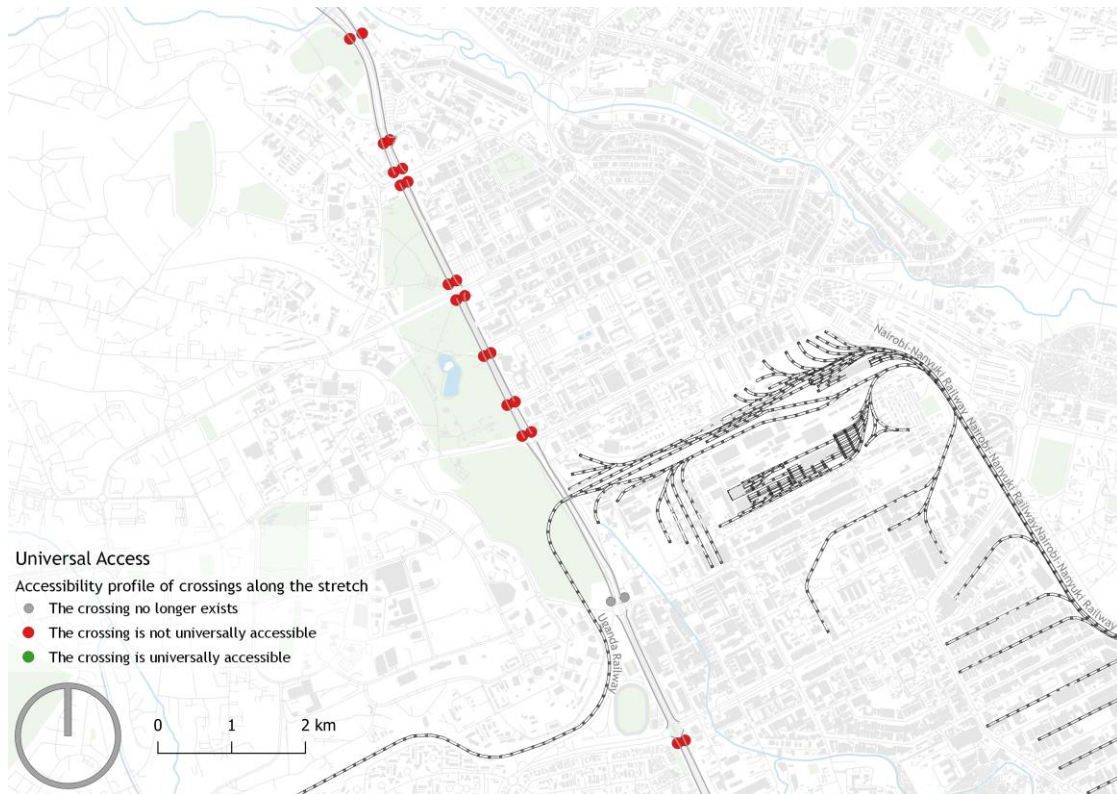 Nairobi-Nanyuki Railway
Nairobi-Nanyuki Railway
Nairobi-Nanyuki Railway
Uganda Railway
Universal Access
Accessibility profile of crossings along the stretch
The crossing no longer exists
The crossing is not universally accessible
The crossing is universally accessible
0 1 2 km